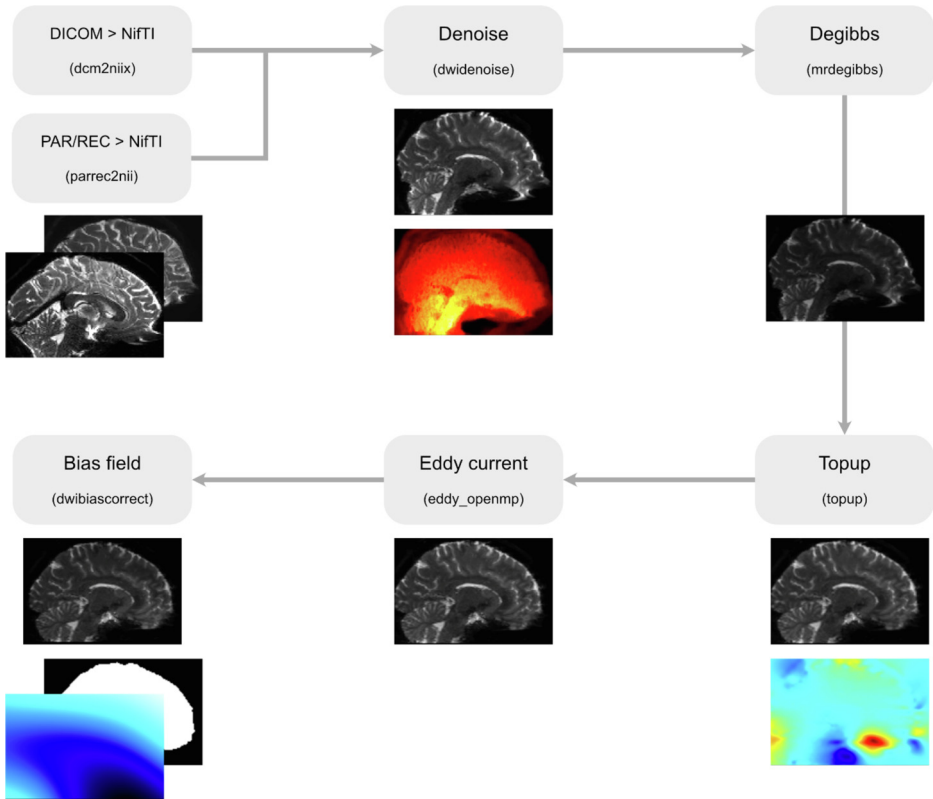 DICOM > NifTI
(dcm2niix)
PAR/REC > NifTI
(parrec2nii)
Denoise
(dwidenoise)
Degibbs
(mrdegibbs)
Bias field
(dwibiascorrect)
Eddy current
(eddy_openmp)
Topup
(topup)